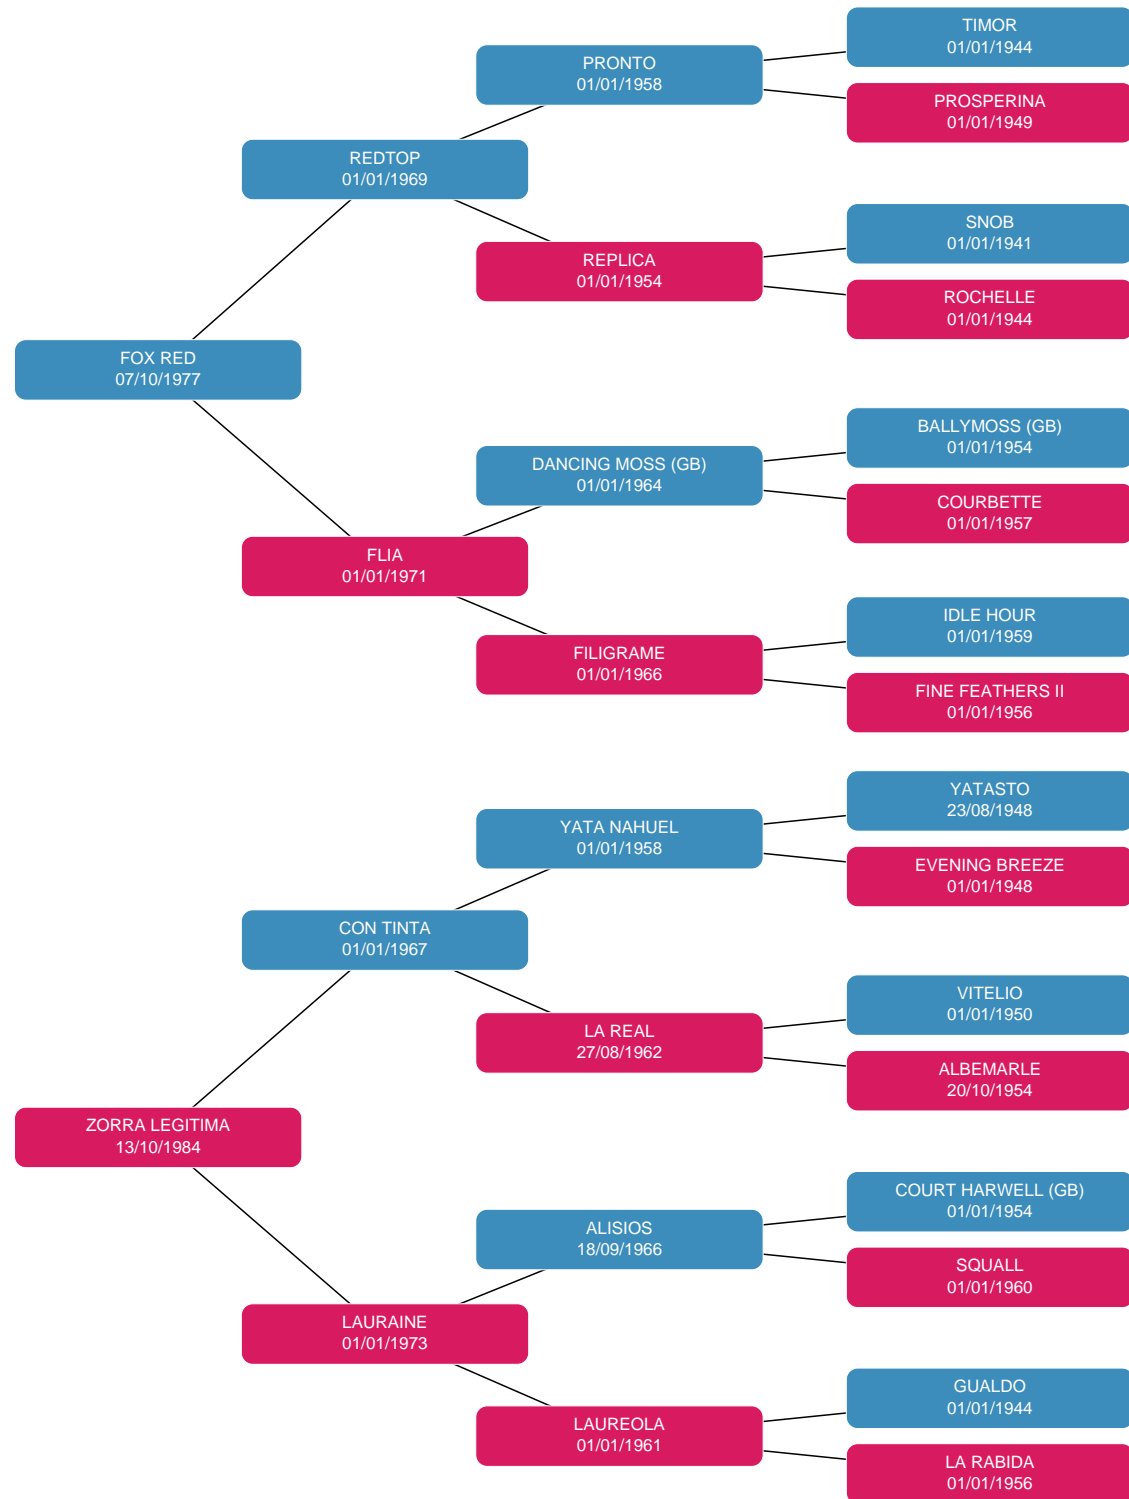 TIMOR
01/01/1944
PRONTO
01/01/1958
PROSPERINA
01/01/1949
REDTOP
01/01/1969
SNOB
01/01/1941
REPLICA
01/01/1954
ROCHELLE
01/01/1944
FOX RED
07/10/1977
BALLYMOSS (GB)
01/01/1954
DANCING MOSS (GB)
01/01/1964
COURBETTE
01/01/1957
FLIA
01/01/1971
IDLE HOUR
01/01/1959
FILIGRAME
01/01/1966
FINE FEATHERS II
01/01/1956
YATASTO
23/08/1948
YATA NAHUEL
01/01/1958
EVENING BREEZE
01/01/1948
CON TINTA
01/01/1967
VITELIO
01/01/1950
LA REAL
27/08/1962
ALBEMARLE
20/10/1954
ZORRA LEGITIMA
13/10/1984
COURT HARWELL (GB)
01/01/1954
ALISIOS
18/09/1966
SQUALL
01/01/1960
LAURAINE
01/01/1973
GUALDO
01/01/1944
LAUREOLA
01/01/1961
LA RABIDA
01/01/1956